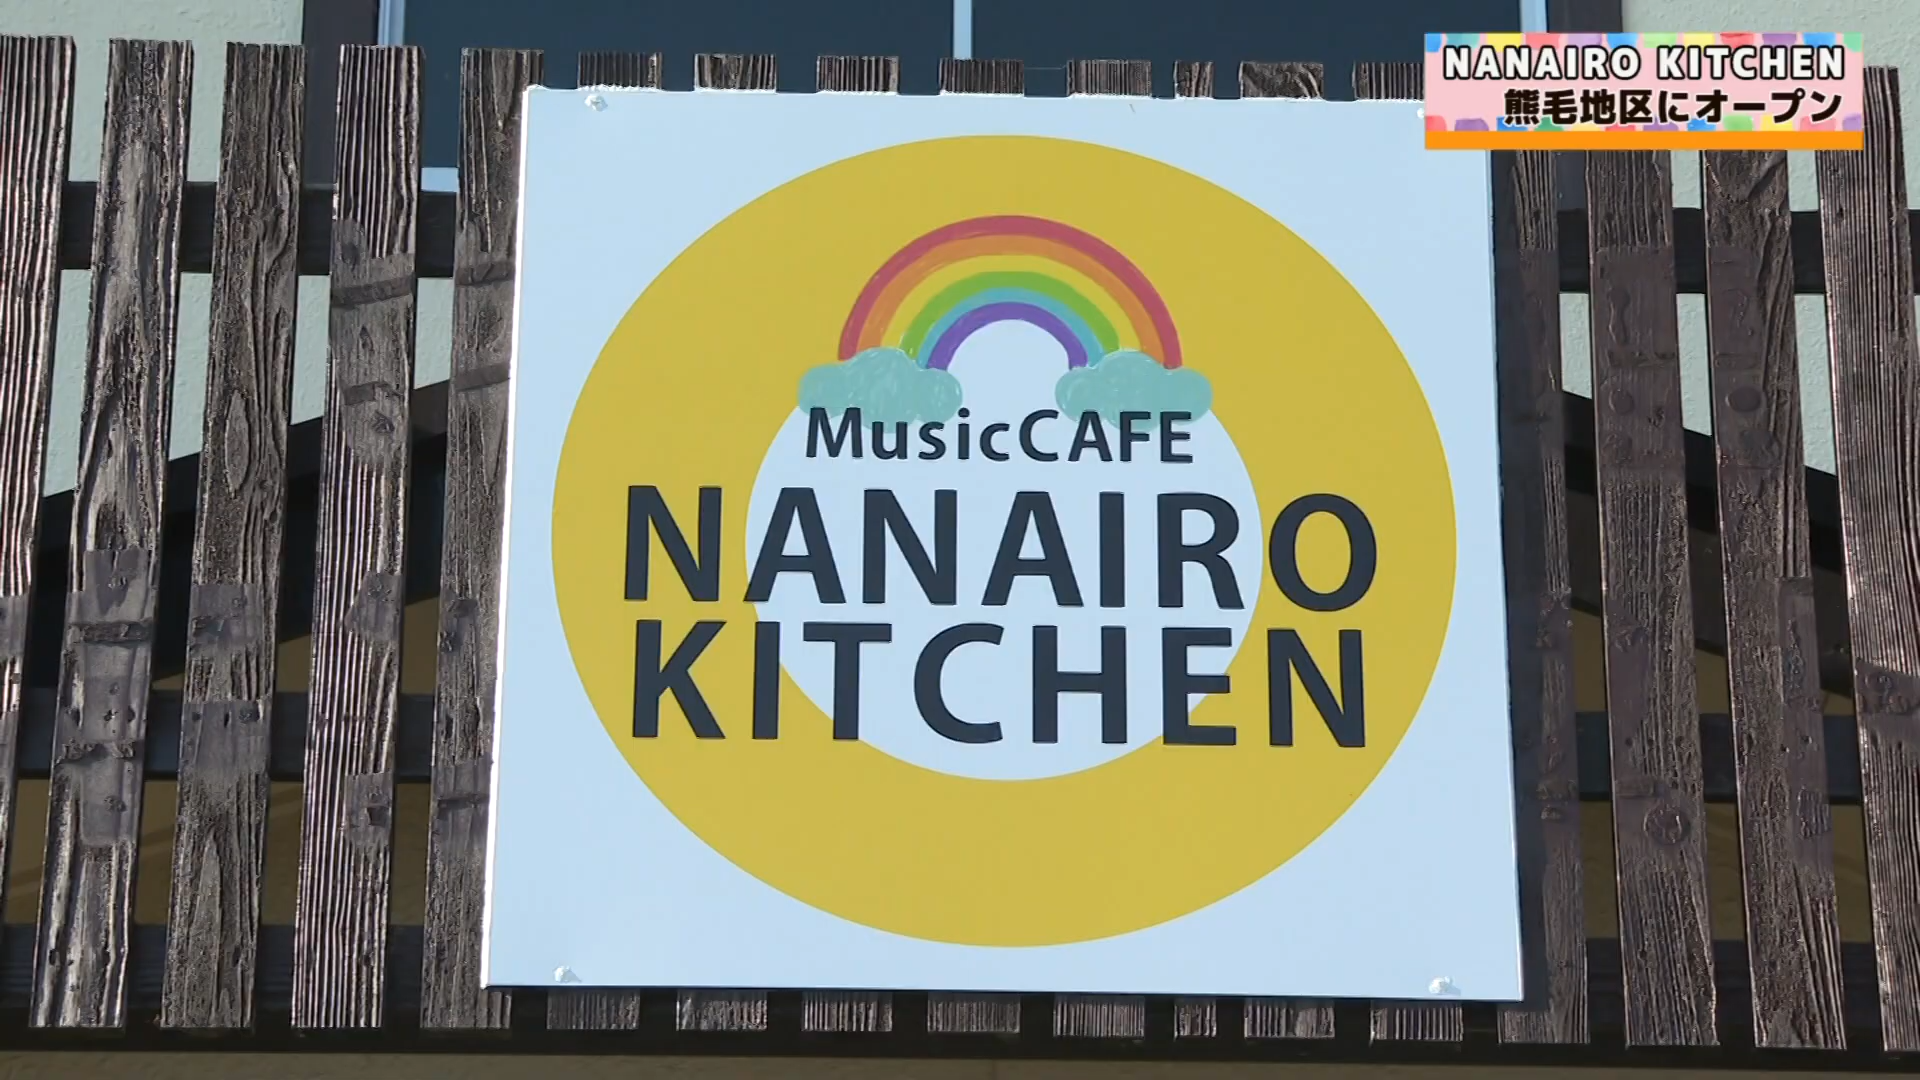 NANAIRO KITCHEN
熊毛地区にオープン
MusicCAFE
NANAIRO
KITCHEN